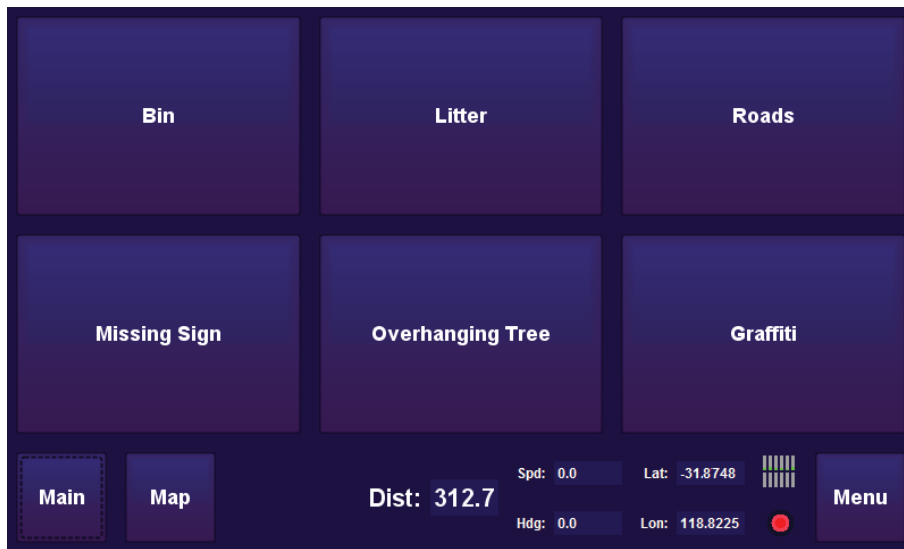 Bin
Litter
Roads
Missing Sign
Overhanging Tree
Graffiti
Main
Map
Dist: 312.7
Spd: 0.0
Lat: -31.8748
Hdg: 0.0
Lon: 118.8225
Menu